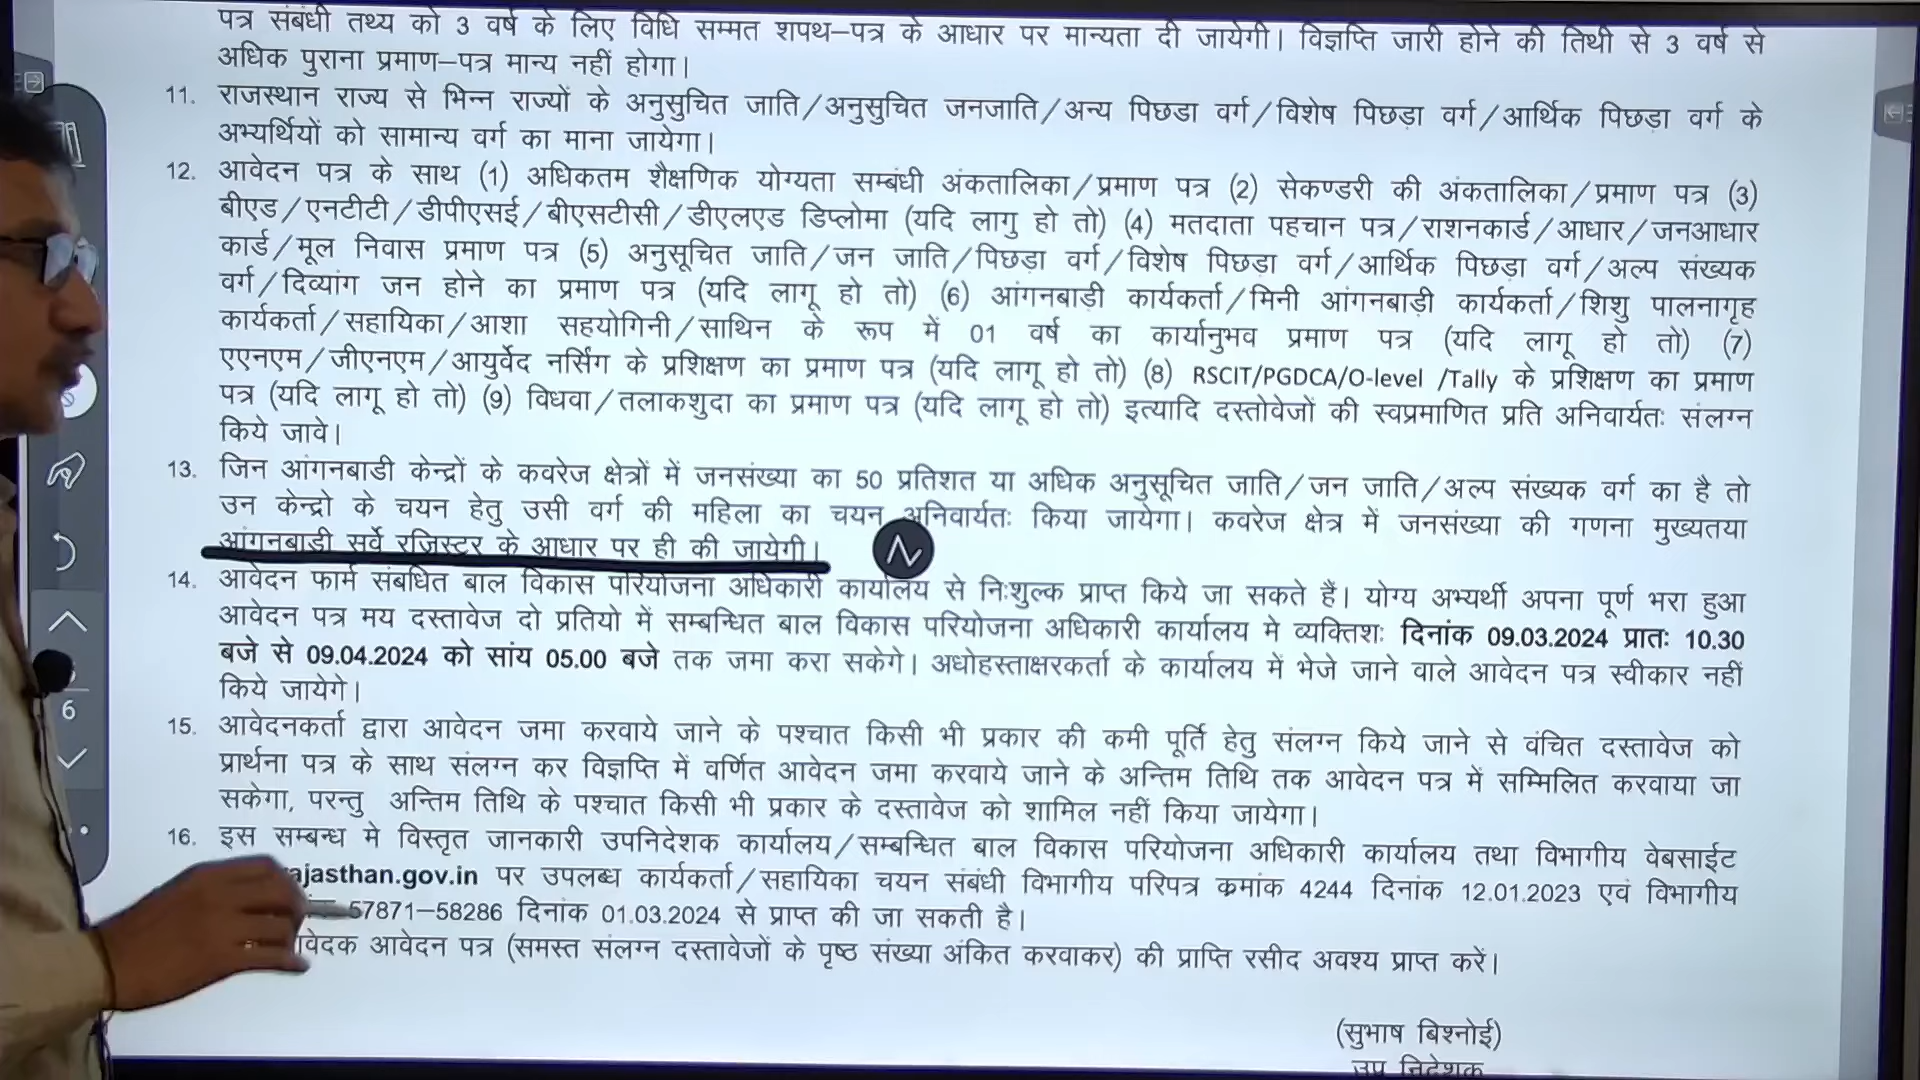 पत्र संबंधी तथ्य को 3 वर्ष के लिए विधि सम्मत शपथ–पत्र के आधार पर मान्यता दी जायेगी। विज्ञप्ति जारी होने की तिथी से 3 वर्ष से
अधिक पुराना प्रमाण–पत्र मान्य नहीं होगा।
11. राजस्थान राज्य से भिन्न राज्यों के अनुसुचित जाति/अनुसुचित जनजाति/अन्य पिछडा वर्ग/विशेष पिछड़ा वर्ग/आर्थिक पिछड़ा वर्ग के
अभ्यर्थियों को सामान्य वर्ग का माना जायेगा।
12. आवेदन पत्र के साथ (1) अधिकतम शैक्षणिक योग्यता सम्बंधी अंकतालिका/प्रमाण पत्र (2) सेकण्डरी की अंकतालिका/प्रमाण पत्र (3)
बीएड/एनटीटी/डीपीएसई/बीएसटीसी/डीएलएड डिप्लोमा (यदि लागु हो तो) (4) मतदाता पहचान पत्र/राशनकार्ड/आधार/जनआधार
कार्ड/मूल निवास प्रमाण पत्र (5) अनुसूचित जाति/जन जाति/पिछड़ा वर्ग/विशेष पिछड़ा वर्ग/आर्थिक पिछड़ा वर्ग/अल्प संख्यक
वर्ग/दिव्यांग जन होने का प्रमाण पत्र (यदि लागू हो तो) (6) आंगनबाड़ी कार्यकर्ता/मिनी आंगनबाड़ी कार्यकर्ता/शिशु पालनागृह
कार्यकर्ता/सहायिका/आशा सहयोगिनी/साथिन के रूप में 01 वर्ष का कार्यानुभव प्रमाण पत्र (यदि लागू हो तो) (7)
एएनएम/जीएनएम/आयुर्वेद नर्सिंग के प्रशिक्षण का प्रमाण पत्र (यदि लागू हो तो) (8) RSCIT/PGDCA/O-level /Tally के प्रशिक्षण का प्रमाण
पत्र (यदि लागू हो तो) (9) विधवा/तलाकशुदा का प्रमाण पत्र (यदि लागू हो तो) इत्यादि दस्तोवेजों की स्वप्रमाणित प्रति अनिवार्यतः संलग्न
किये जावे।
13. जिन आंगनबाडी केन्द्रों के कवरेज क्षेत्रों में जनसंख्या का 50 प्रतिशत या अधिक अनुसूचित जाति/जन जाति/अल्प संख्यक वर्ग का है तो
उन केन्द्रो के चयन हेतु उसी वर्ग की महिला का चयन अनिवार्यतः किया जायेगा। कवरेज क्षेत्र में जनसंख्या की गणना मुख्यतया
आंगनबाडी सर्वे रजिस्टर के आधार पर ही की जायेगी।
14. आवेदन फार्म संबधित बाल विकास परियोजना अधिकारी कार्यालय से निःशुल्क प्राप्त किये जा सकते हैं। योग्य अभ्यर्थी अपना पूर्ण भरा हुआ
आवेदन पत्र मय दस्तावेज दो प्रतियो में सम्बन्धित बाल विकास परियोजना अधिकारी कार्यालय मे व्यक्तिशः दिनांक 09.03.2024 प्रातः 10.30
बजे से 09.04.2024 को सांय 05.00 बजे तक जमा करा सकेगे। अधोहस्ताक्षरकर्ता के कार्यालय में भेजे जाने वाले आवेदन पत्र स्वीकार नहीं
किये जायेगे।
15. आवेदनकर्ता द्वारा आवेदन जमा करवाये जाने के पश्चात किसी भी प्रकार की कमी पूर्ति हेतु संलग्न किये जाने से वंचित दस्तावेज को
प्रार्थना पत्र के साथ संलग्न कर विज्ञप्ति में वर्णित आवेदन जमा करवाये जाने के अन्तिम तिथि तक आवेदन पत्र में सम्मिलित करवाया जा
सकेगा, परन्तु अन्तिम तिथि के पश्चात किसी भी प्रकार के दस्तावेज को शामिल नहीं किया जायेगा।
16. इस सम्बन्ध मे विस्तृत जानकारी उपनिदेशक कार्यालय/सम्बन्धित बाल विकास परियोजना अधिकारी कार्यालय तथा विभागीय वेबसाईट
ajasthan.gov.in पर उपलब्ध कार्यकर्ता/सहायिका चयन संबंधी विभागीय परिपत्र क्रमांक 4244 दिनांक 12.01.2023 एवं विभागीय
57871–58286 दिनांक 01.03.2024 से प्राप्त की जा सकती है।
वेदक आवेदन पत्र (समस्त संलग्न दस्तावेजों के पृष्ठ संख्या अंकित करवाकर) की प्राप्ति रसीद अवश्य प्राप्त करें।
(सुभाष बिश्नोई)
उप निदेशक
6